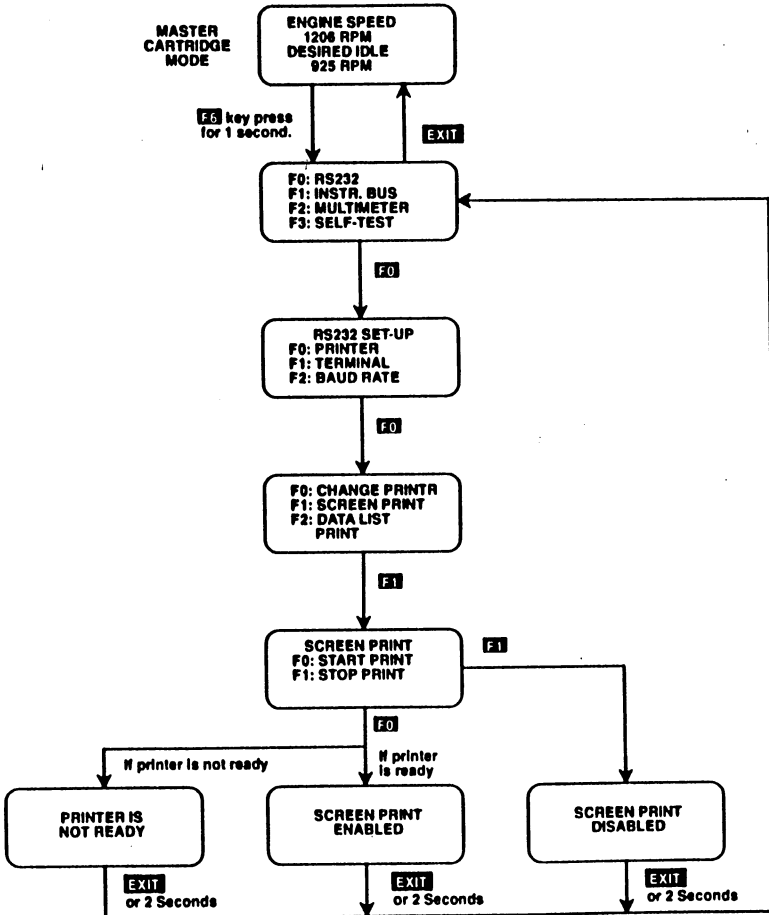 MASTER
CARTRIDGE
MODE
ENGINE SPEED
1206 RPM
DESIRED IDLE
925 RPM
F6 key press
for 1 second.
EXIT
F0: RS232
F1: INSTR. BUS
F2: MULTIMETER
F3: SELF-TEST
F0
RS232 SET-UP
F0: PRINTER
F1: TERMINAL
F2: BAUD RATE
F0
F0: CHANGE PRINTR
F1: SCREEN PRINT
F2: DATA LIST
PRINT
F1
SCREEN PRINT
F0: START PRINT
F1: STOP PRINT
F1
F0
If printer is not ready
If printer
is ready
PRINTER IS
NOT READY
SCREEN PRINT
ENABLED
SCREEN PRINT
DISABLED
EXIT
or 2 Seconds
EXIT
or 2 Seconds
EXIT
or 2 Seconds